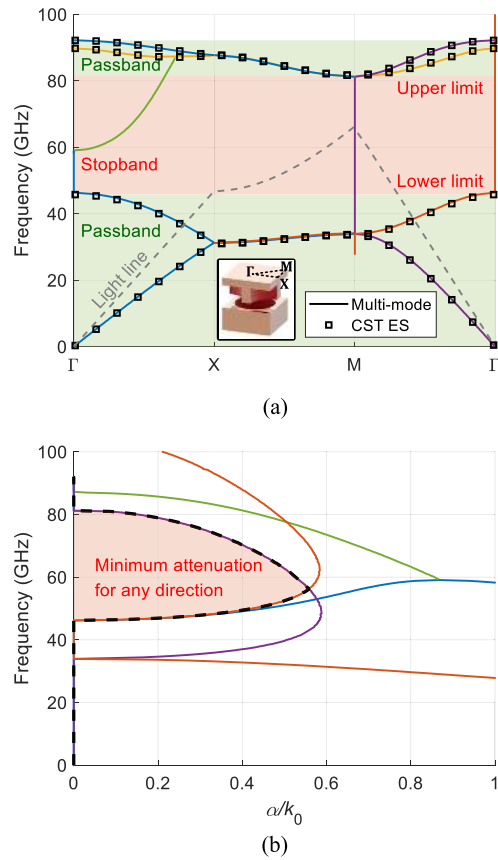 100
80
60
40
20
0
Frequency (GHz)
Passband
Upper limit
Stopband
Lower limit
Passband
Light line
Γ
M
X
Multi-mode
CST ES
Γ
X
M
Γ
(a)
100
80
60
40
20
0
Frequency (GHz)
Minimum attenuation
for any direction
0
0.2
0.4
0.6
0.8
1
α/k₀
(b)